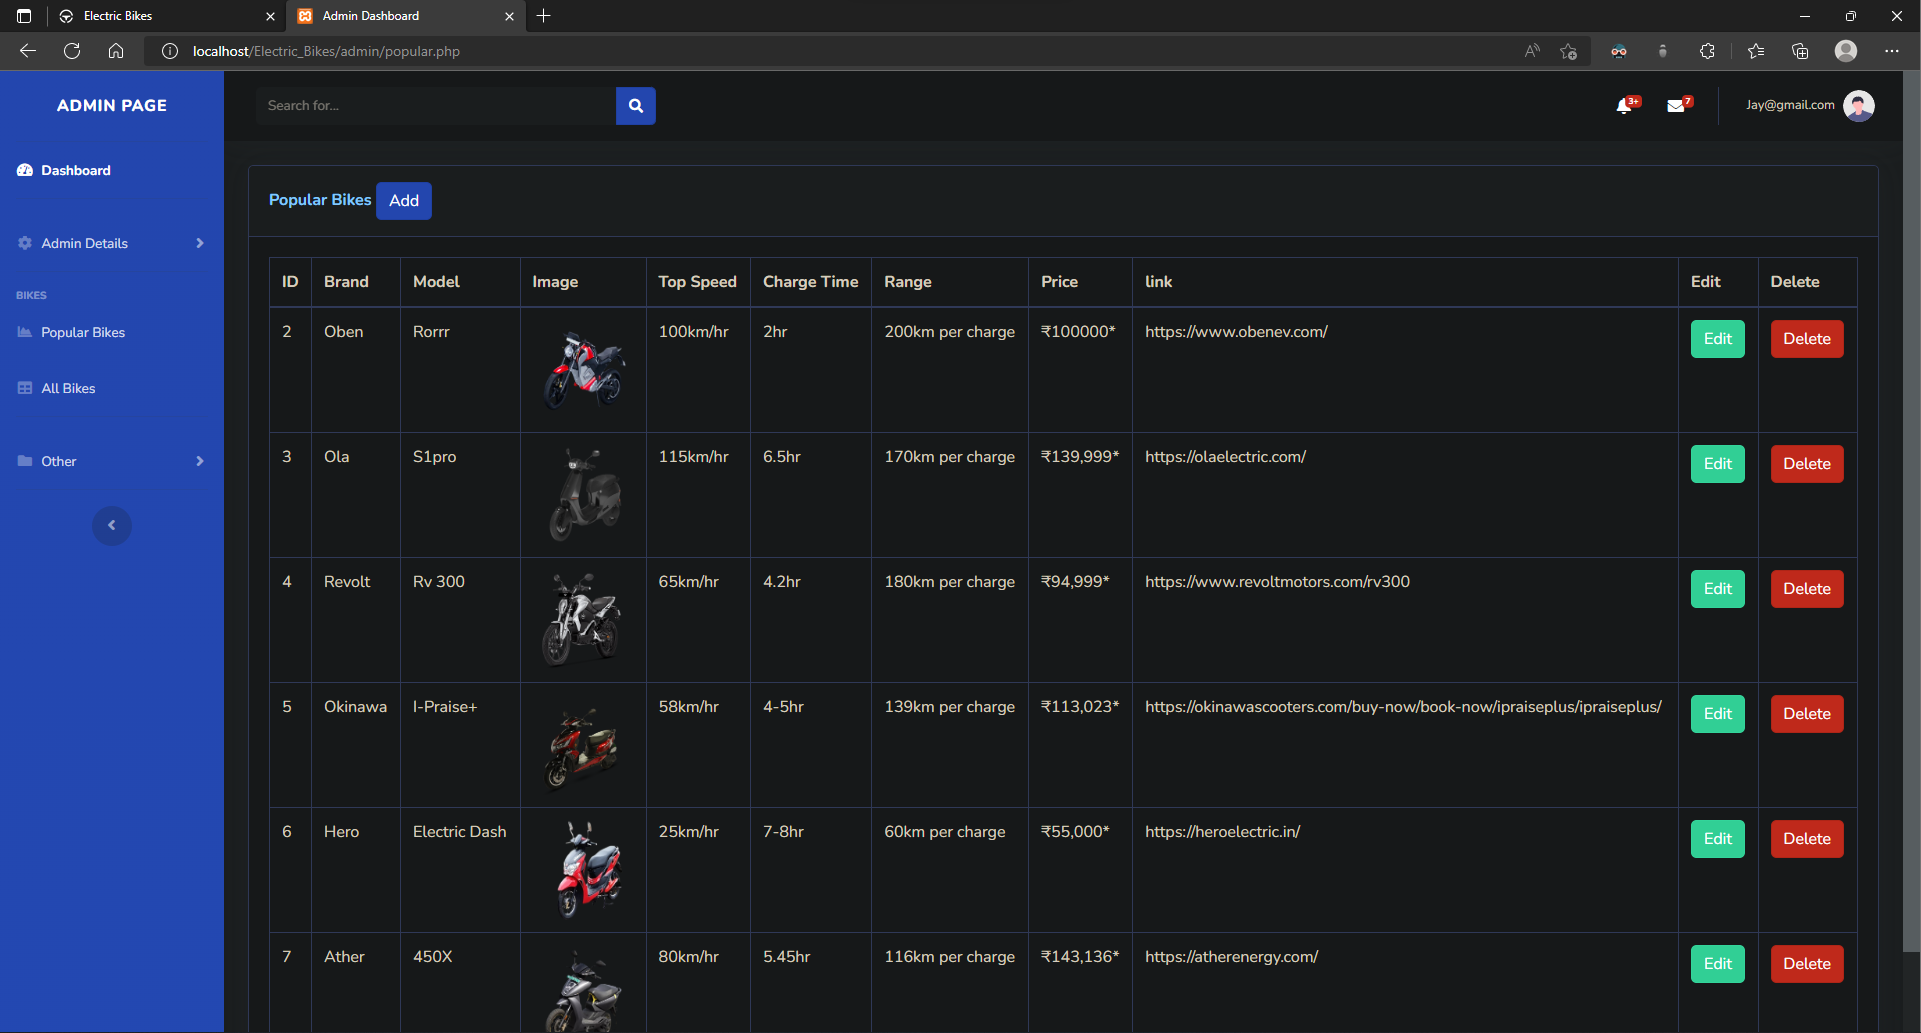 Electric Bikes
Admin Dashboard
localhost/Electric_Bikes/admin/popular.php
ADMIN PAGE
Search for...
3+
7
Jay@gmail.com
Dashboard
Admin Details
BIKES
Popular Bikes
All Bikes
Other
Popular Bikes Add
ID Brand Model Image Top Speed Charge Time Range Price link Edit Delete
2 Oben Rorrr 100km/hr 2hr 200km per charge ₹100000* https://www.obenev.com/ Edit Delete
3 Ola S1pro 115km/hr 6.5hr 170km per charge ₹139,999* https://olaelectric.com/ Edit Delete
4 Revolt Rv 300 65km/hr 4.2hr 180km per charge ₹94,999* https://www.revoltmotors.com/rv300 Edit Delete
5 Okinawa I-Praise+ 58km/hr 4-5hr 139km per charge ₹113,023* https://okinawascooters.com/buy-now/book-now/ipraiseplus/ipraiseplus/ Edit Delete
6 Hero Electric Dash 25km/hr 7-8hr 60km per charge ₹55,000* https://heroelectric.in/ Edit Delete
7 Ather 450X 80km/hr 5.45hr 116km per charge ₹143,136* https://atherenergy.com/ Edit Delete